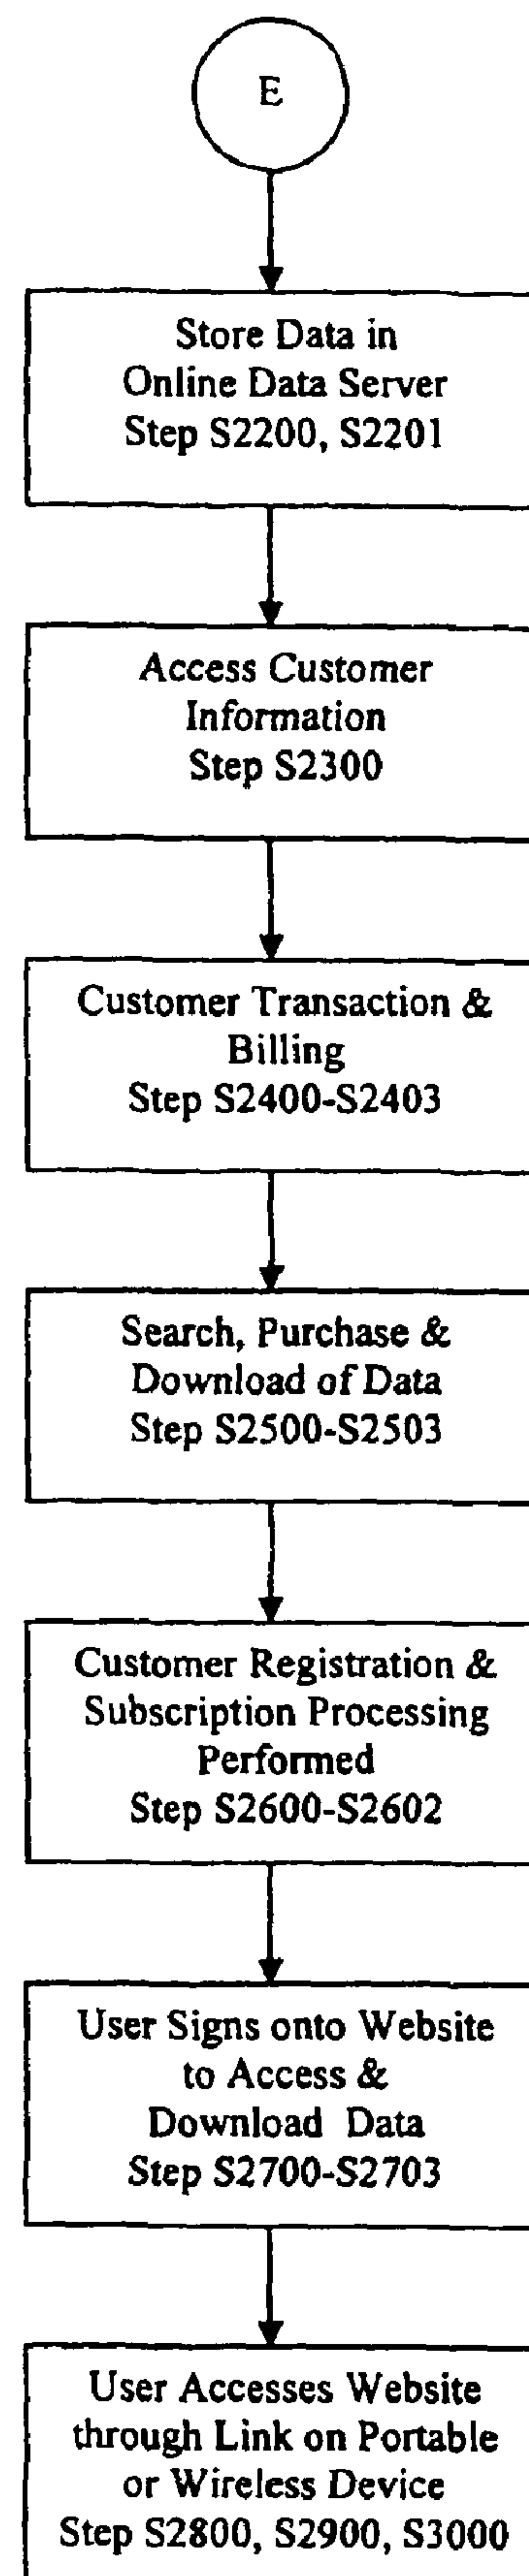 E
Store Data in
Online Data Server
Step S2200, S2201
Access Customer
Information
Step S2300
Customer Transaction &
Billing
Step S2400-S2403
Search, Purchase &
Download of Data
Step S2500-S2503
Customer Registration &
Subscription Processing
Performed
Step S2600-S2602
User Signs onto Website
to Access &
Download Data
Step S2700-S2703
User Accesses Website
through Link on Portable
or Wireless Device
Step S2800, S2900, S3000